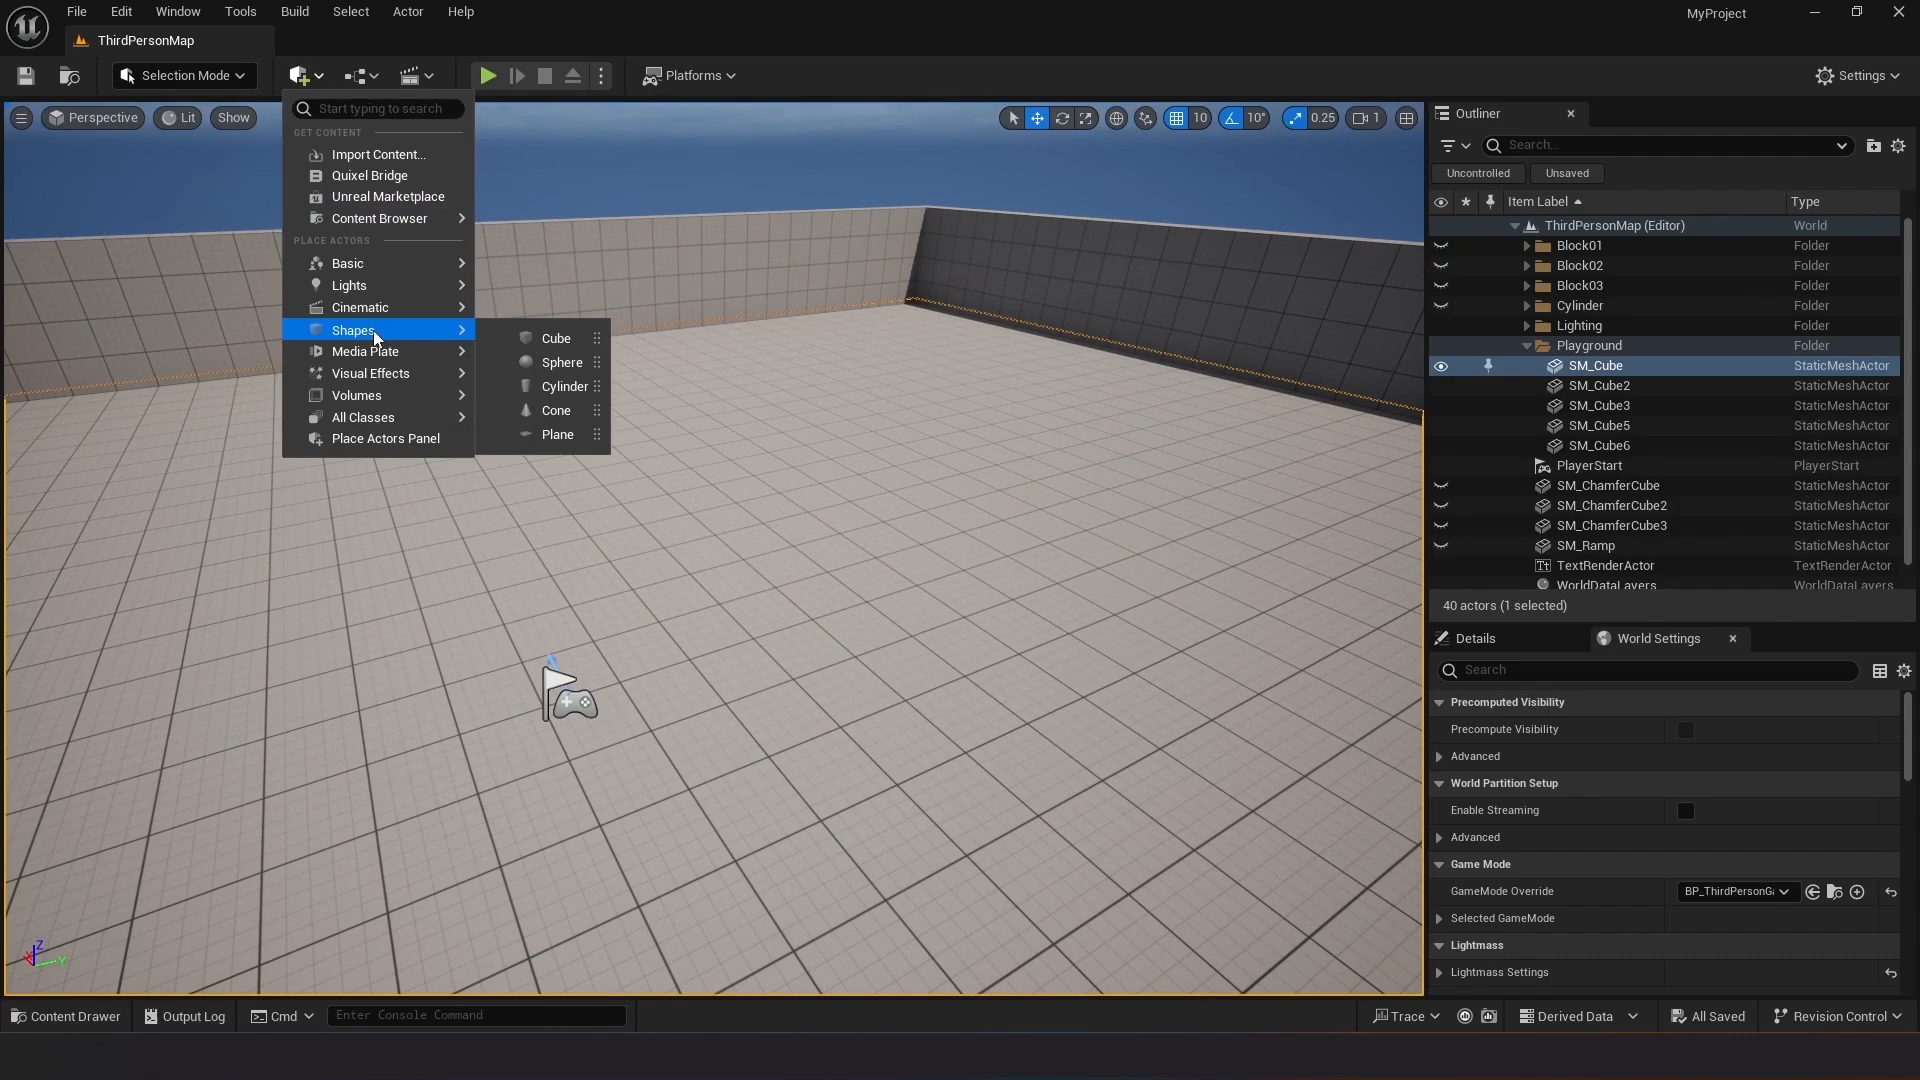 File Edit Window Tools Build Select Actor Help
MyProject
ThirdPersonMap
Selection Mode
Platforms
Settings
Start typing to search
GET CONTENT
Import Content...
Quixel Bridge
Unreal Marketplace
Content Browser
PLACE ACTORS
Basic
Lights
Cinematic
Shapes
Media Plate
Visual Effects
Volumes
All Classes
Place Actors Panel
Cube
Sphere
Cylinder
Cone
Plane
Perspective Lit Show
10 10° 0.25 1
Z
X
Y
Outliner
Search...
Uncontrolled Unsaved
Item Label Type
ThirdPersonMap (Editor) World
Block01 Folder
Block02 Folder
Block03 Folder
Cylinder Folder
Lighting Folder
Playground Folder
SM_Cube StaticMeshActor
SM_Cube2 StaticMeshActor
SM_Cube3 StaticMeshActor
SM_Cube5 StaticMeshActor
SM_Cube6 StaticMeshActor
PlayerStart PlayerStart
SM_ChamferCube StaticMeshActor
SM_ChamferCube2 StaticMeshActor
SM_ChamferCube3 StaticMeshActor
SM_Ramp StaticMeshActor
Tt TextRenderActor TextRenderActor
WorldDataLayers WorldDataLayers
40 actors (1 selected)
Details World Settings
Search
Precomputed Visibility
Precompute Visibility
Advanced
World Partition Setup
Enable Streaming
Advanced
Game Mode
GameMode Override BP_ThirdPersonGa
Selected GameMode
Lightmass
Lightmass Settings
Content Drawer Output Log Cmd Enter Console Command Trace Derived Data All Saved Revision Control